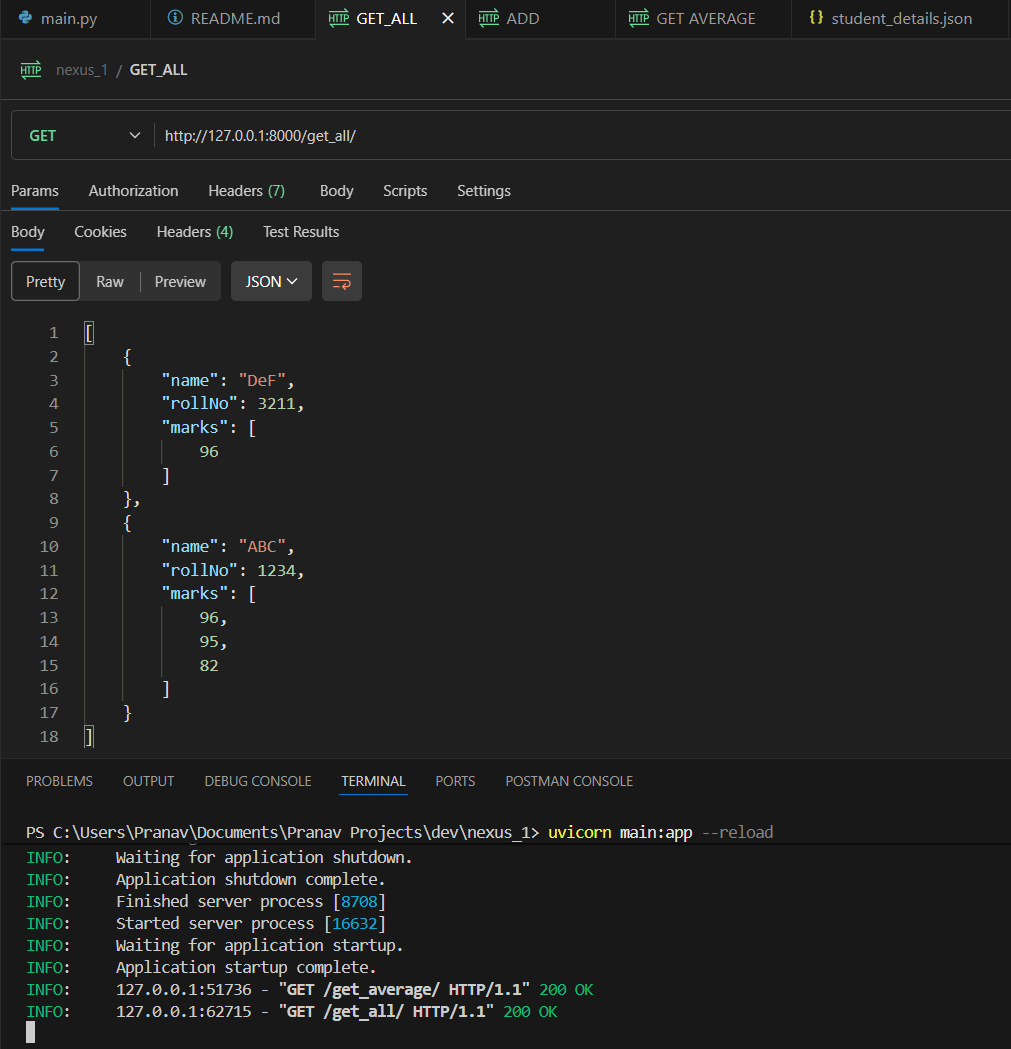 main.py README.md HTTP GET_ALL HTTP ADD HTTP GET AVERAGE {} student_details.json
HTTP nexus_1 / GET_ALL
GET http://127.0.0.1:8000/get_all/
Params Authorization Headers (7) Body Scripts Settings
Body Cookies Headers (4) Test Results
Pretty Raw Preview JSON
1 [
2 {
3 "name": "DeF",
4 "rollNo": 3211,
5 "marks": [
6 96
7 ]
8 },
9 {
10 "name": "ABC",
11 "rollNo": 1234,
12 "marks": [
13 96,
14 95,
15 82
16 ]
17 }
18 ]
PROBLEMS OUTPUT DEBUG CONSOLE TERMINAL PORTS POSTMAN CONSOLE
PS C:\Users\Pranav\Documents\Pranav Projects\dev\nexus_1> uvicorn main:app --reload
INFO: Waiting for application shutdown.
INFO: Application shutdown complete.
INFO: Finished server process [8708]
INFO: Started server process [16632]
INFO: Waiting for application startup.
INFO: Application startup complete.
INFO: 127.0.0.1:51736 - "GET /get_average/ HTTP/1.1" 200 OK
INFO: 127.0.0.1:62715 - "GET /get_all/ HTTP/1.1" 200 OK